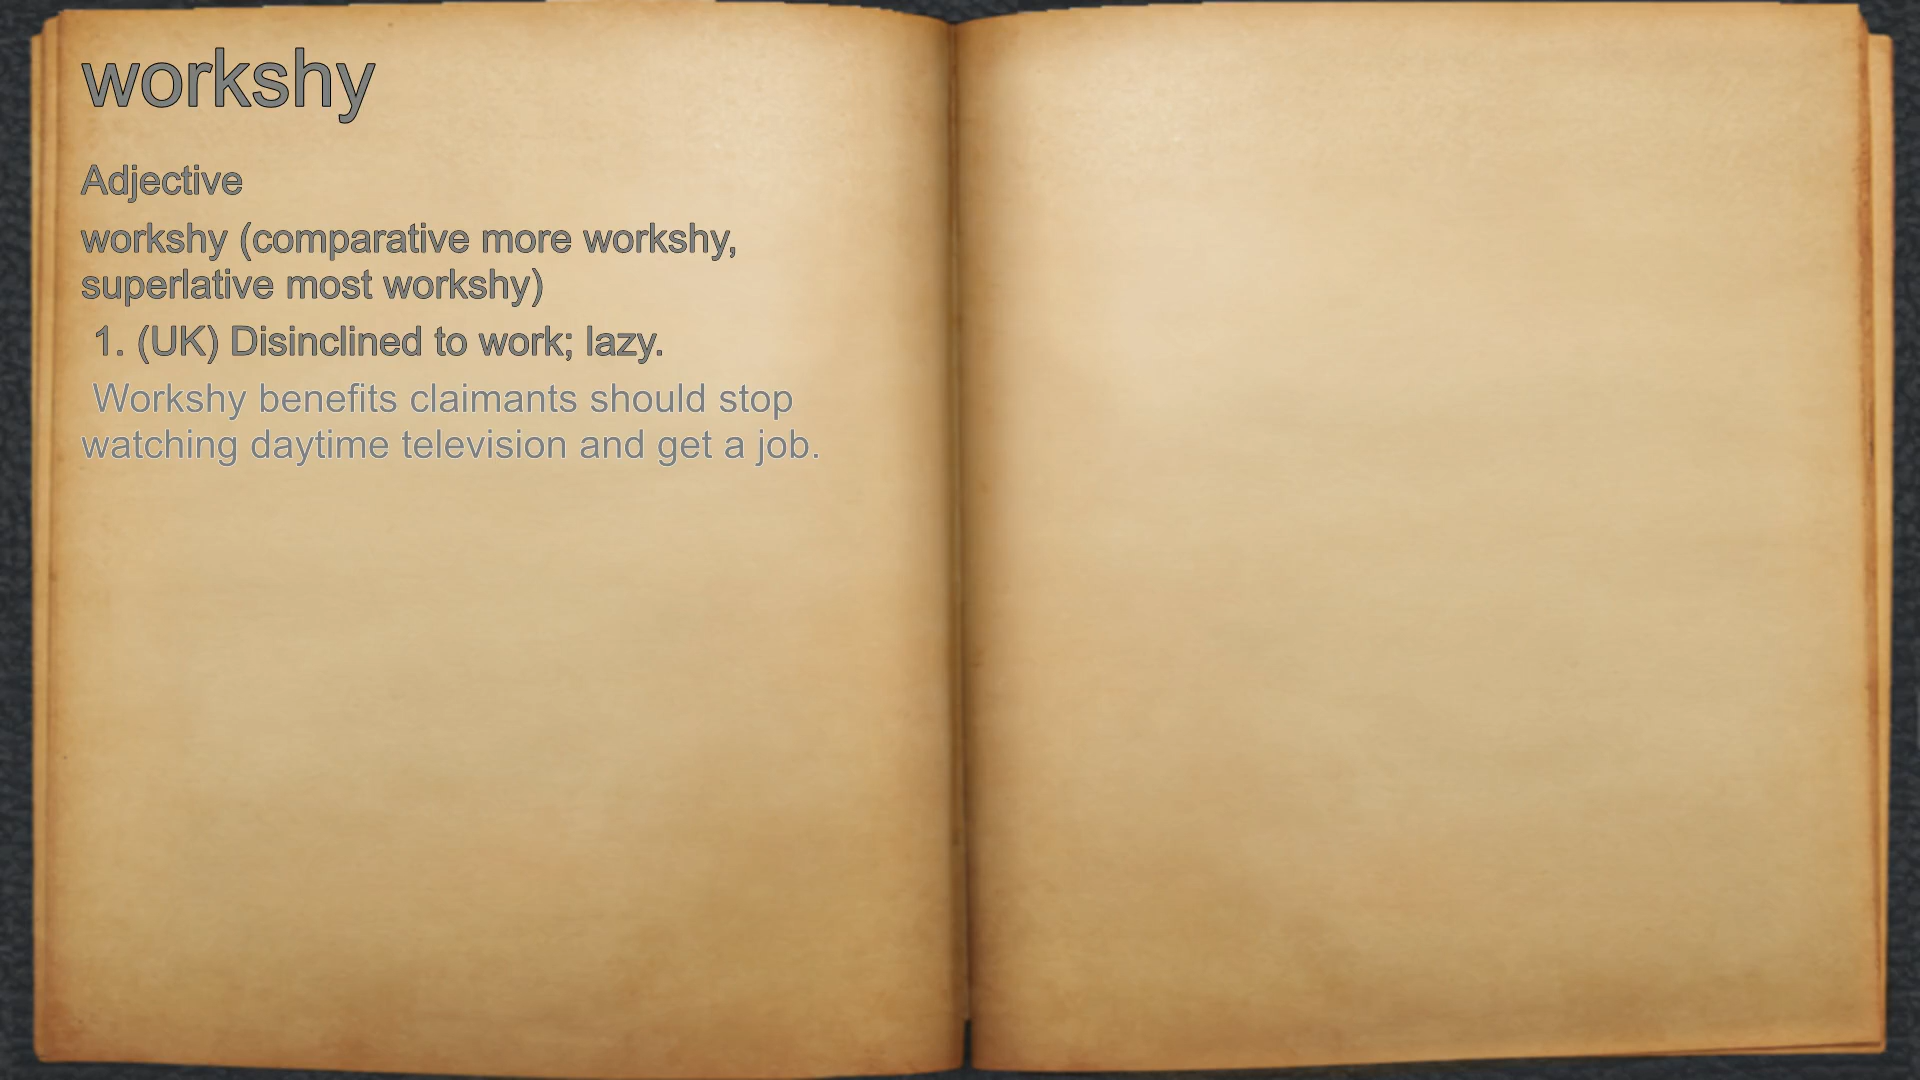 workshy
Adjective
workshy (comparative more workshy,
superlative most workshy)
1. (UK) Disinclined to work; lazy.
Workshy benefits claimants should stop
watching daytime television and get a job.